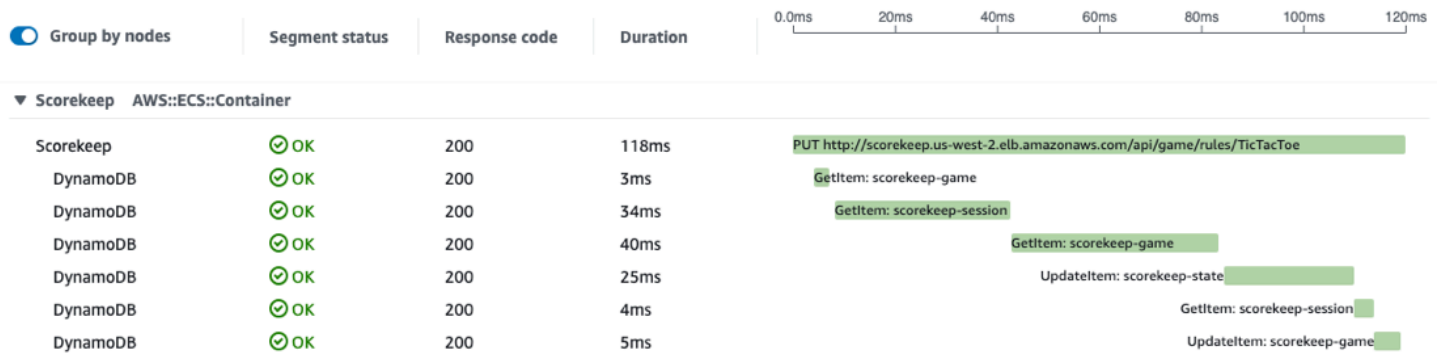 0.0ms 20ms 40ms 60ms 80ms 100ms 120ms
Group by nodes Segment status Response code Duration
Scorekeep AWS::ECS::Container
Scorekeep OK 200 118ms PUT http://scorekeep.us-west-2.elb.amazonaws.com/api/game/rules/TicTacToe
DynamoDB OK 200 3ms GetItem: scorekeep-game
DynamoDB OK 200 34ms GetItem: scorekeep-session
DynamoDB OK 200 40ms GetItem: scorekeep-game
DynamoDB OK 200 25ms UpdateItem: scorekeep-state
DynamoDB OK 200 4ms GetItem: scorekeep-session
DynamoDB OK 200 5ms UpdateItem: scorekeep-game